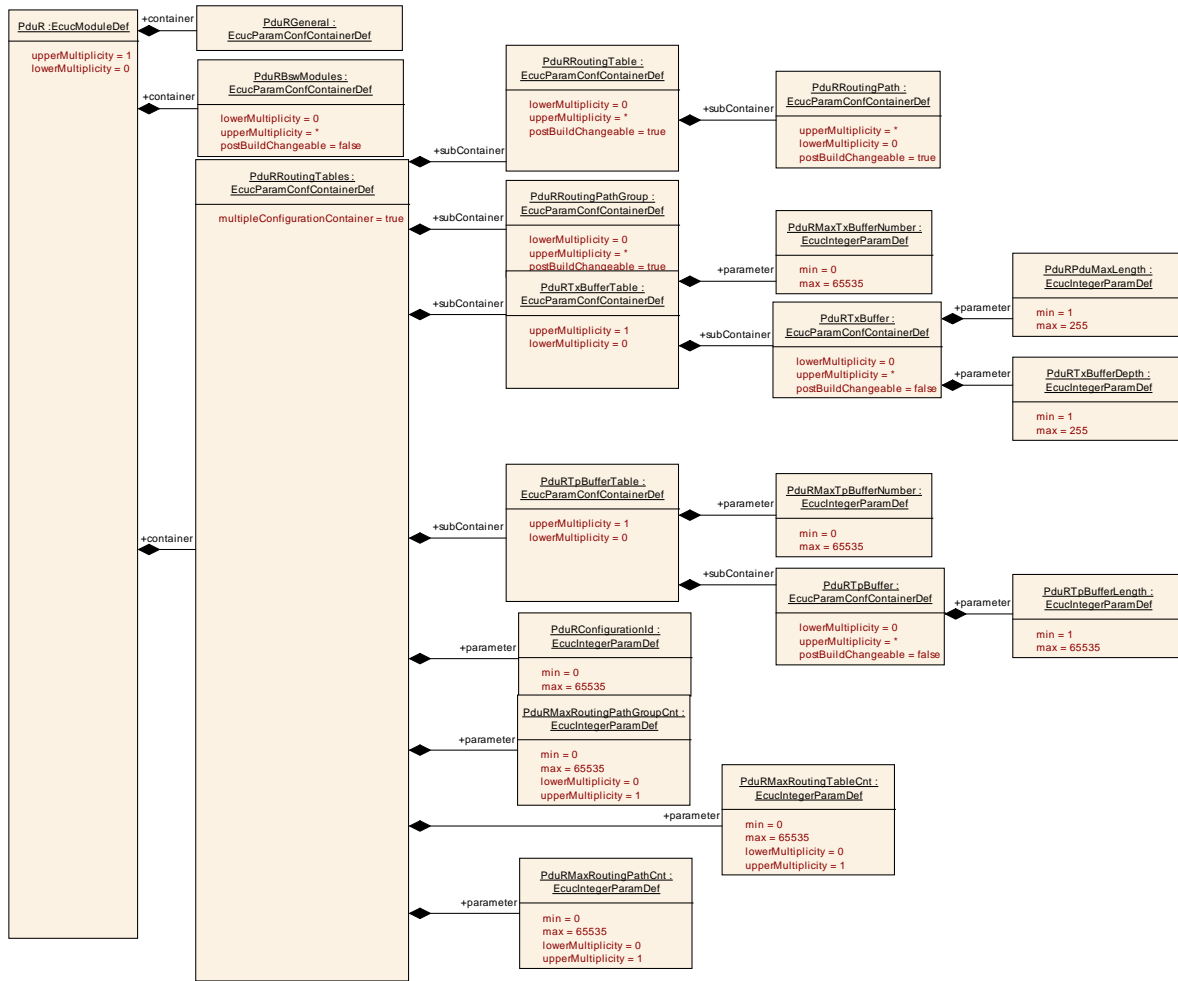 PduR :EcucModuleDef
upperMultiplicity = 1
lowerMultiplicity = 0
+container
PduRGeneral :
EcucParamConfContainerDef
+container
PduRBswModules :
EcucParamConfContainerDef
lowerMultiplicity = 0
upperMultiplicity = *
postBuildChangeable = false
+container
PduRRoutingTables :
EcucParamConfContainerDef
multipleConfigurationContainer = true
+subContainer
PduRRoutingTable :
EcucParamConfContainerDef
lowerMultiplicity = 0
upperMultiplicity = *
postBuildChangeable = true
+subContainer
PduRRoutingPath :
EcucParamConfContainerDef
upperMultiplicity = *
lowerMultiplicity = 0
postBuildChangeable = true
+subContainer
PduRRoutingPathGroup :
EcucParamConfContainerDef
lowerMultiplicity = 0
upperMultiplicity = *
postBuildChangeable = true
+subContainer
PduRTxBufferTable :
EcucParamConfContainerDef
upperMultiplicity = 1
lowerMultiplicity = 0
+parameter
PduRMaxTxBufferNumber :
EcucIntegerParamDef
min = 0
max = 65535
+subContainer
PduRTxBuffer :
EcucParamConfContainerDef
lowerMultiplicity = 0
upperMultiplicity = *
postBuildChangeable = false
+parameter
PduRPduMaxLength :
EcucIntegerParamDef
min = 1
max = 255
+parameter
PduRTxBufferDepth :
EcucIntegerParamDef
min = 1
max = 255
+subContainer
PduRTpBufferTable :
EcucParamConfContainerDef
upperMultiplicity = 1
lowerMultiplicity = 0
+parameter
PduRMaxTpBufferNumber :
EcucIntegerParamDef
min = 0
max = 65535
+subContainer
PduRTpBuffer :
EcucParamConfContainerDef
lowerMultiplicity = 0
upperMultiplicity = *
postBuildChangeable = false
+parameter
PduRTpBufferLength :
EcucIntegerParamDef
min = 1
max = 65535
+parameter
PduRConfigurationId :
EcucIntegerParamDef
min = 0
max = 65535
+parameter
PduRMaxRoutingPathGroupCnt :
EcucIntegerParamDef
min = 0
max = 65535
lowerMultiplicity = 0
upperMultiplicity = 1
+parameter
PduRMaxRoutingTableCnt :
EcucIntegerParamDef
min = 0
max = 65535
lowerMultiplicity = 0
upperMultiplicity = 1
+parameter
PduRMaxRoutingPathCnt :
EcucIntegerParamDef
min = 0
max = 65535
lowerMultiplicity = 0
upperMultiplicity = 1